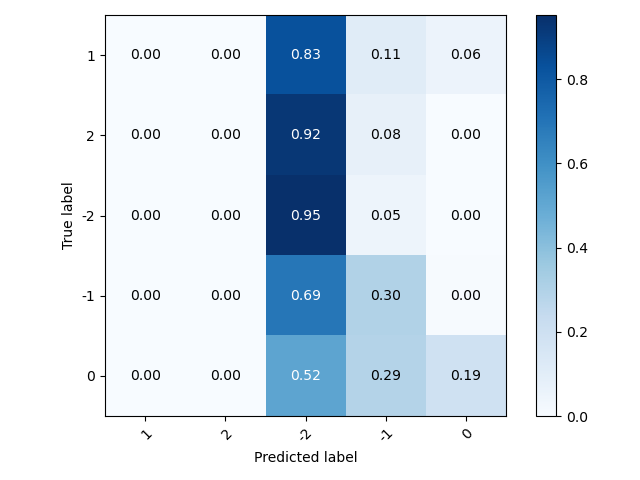 1 0.00 0.00 0.83 0.11 0.06
2 0.00 0.00 0.92 0.08 0.00
-2 0.00 0.00 0.95 0.05 0.00
-1 0.00 0.00 0.69 0.30 0.00
0 0.00 0.00 0.52 0.29 0.19
1 2 -2 -1 0
True label
Predicted label
0.8
0.6
0.4
0.2
0.0